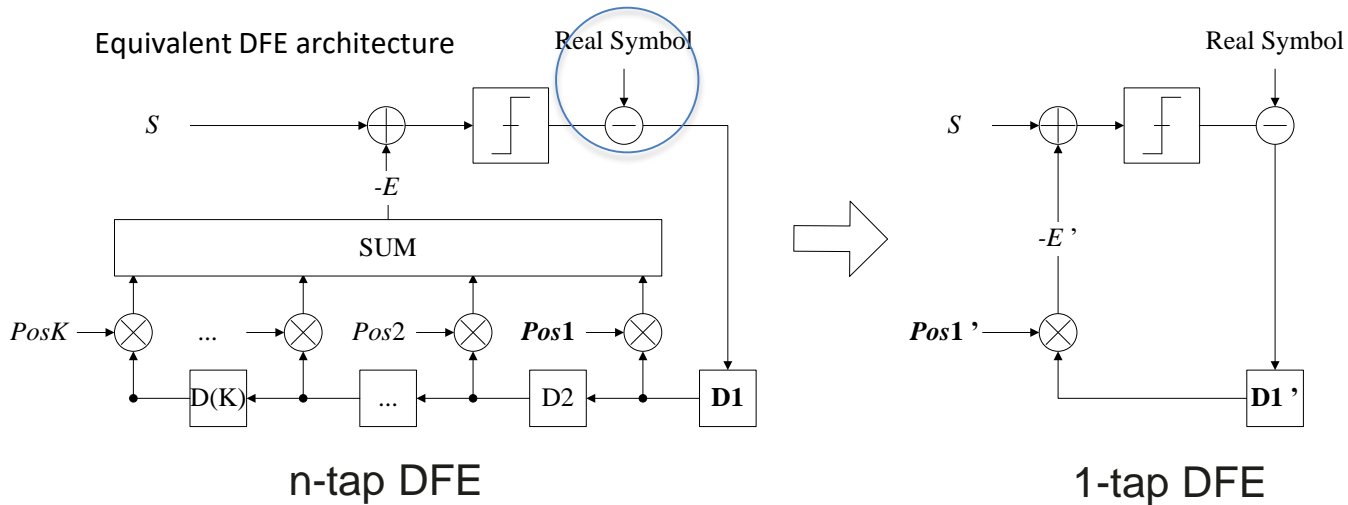 Equivalent DFE architecture
Real Symbol
Real Symbol
S
S
-E
-E ’
SUM
PosK
...
Pos2
Pos1
Pos1 ’
D(K)
...
D2
D1
D1 ’
n-tap DFE
1-tap DFE